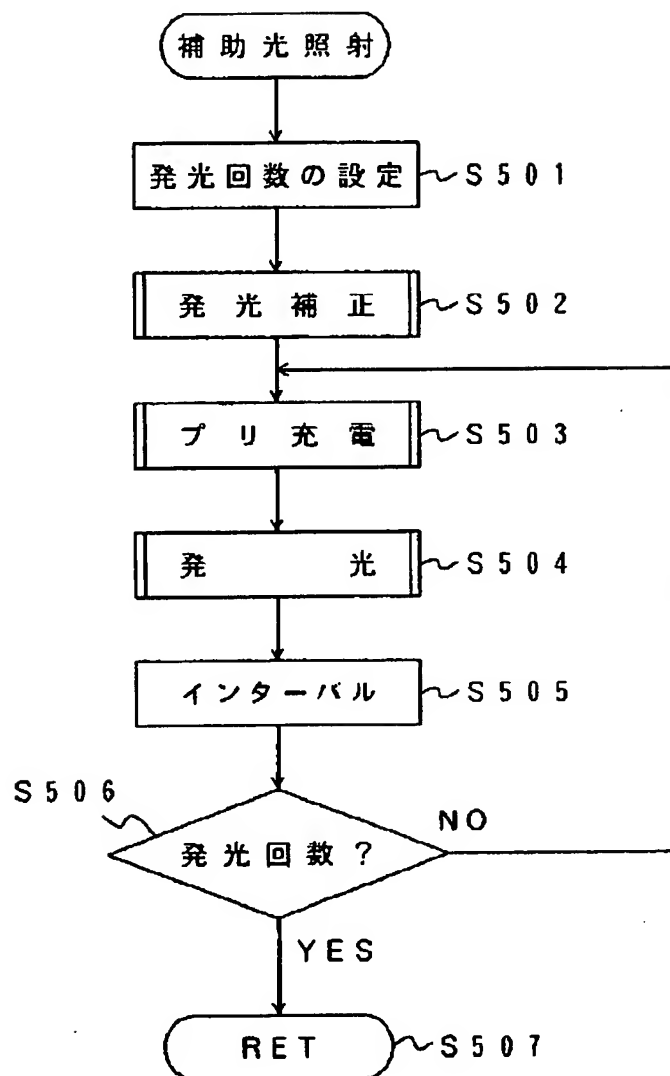 補助光照射
発光回数の設定 S501
発光補正 S502
プリ充電 S503
発光 S504
インターバル S505
S506
発光回数? NO
YES
RET S507